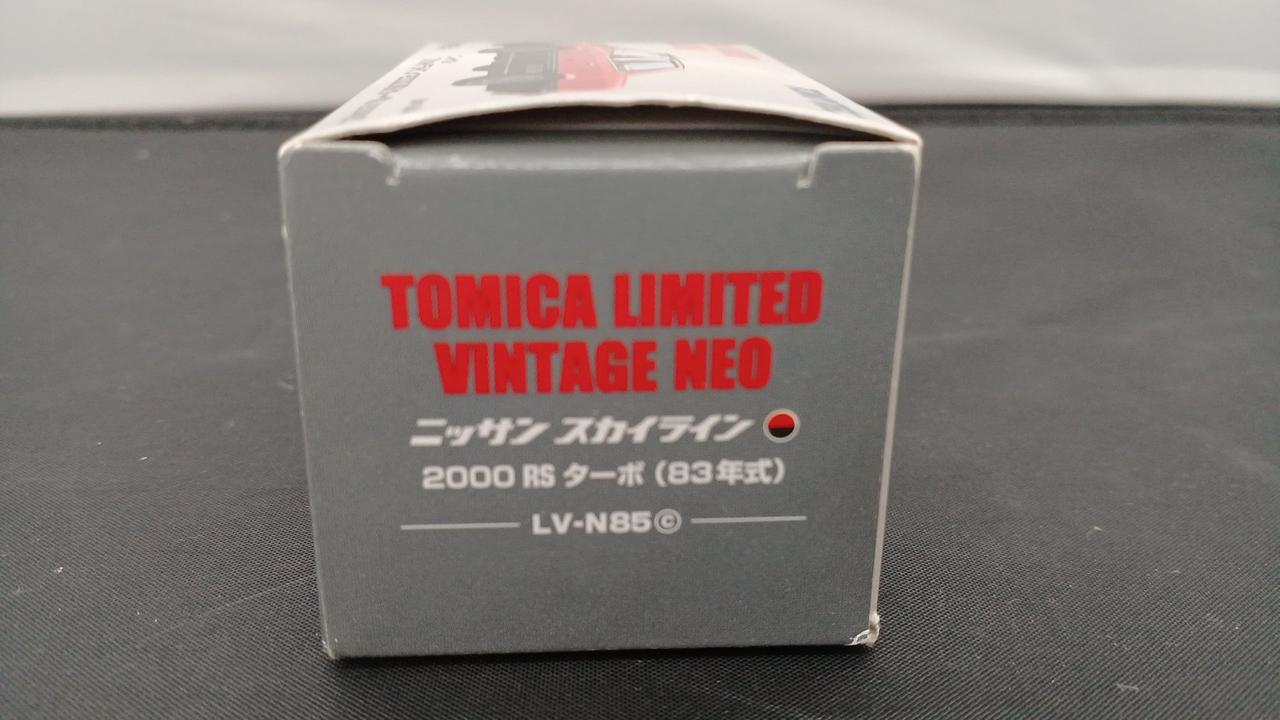 TOMICA LIMITED
VINTAGE NEO
ニッサン スカイライン
2000 RS ターボ (83年式)
LV-N85©